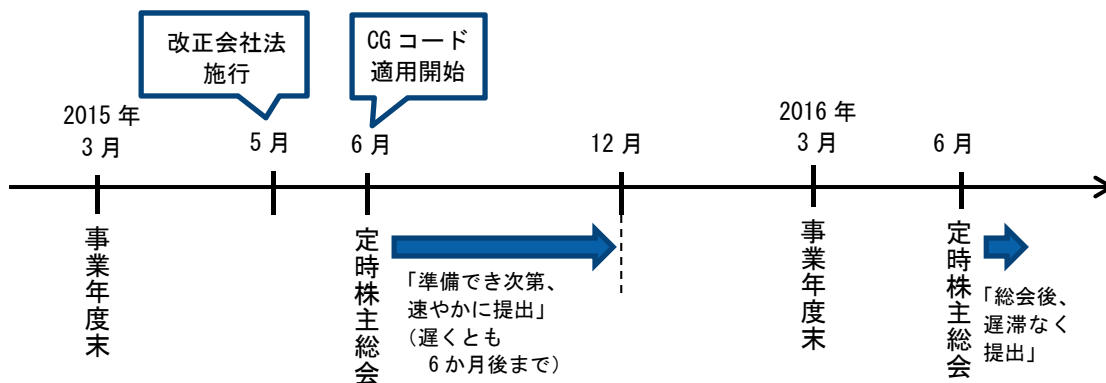 改正会社法
施行
CG コード
適用開始
2015 年
3 月
5 月
6 月
12 月
2016 年
3 月
6 月
事業年度末
定時株主総会
「準備でき次第、
速やかに提出」
(遅くとも
6 か月後まで)
事業年度末
定時株主総会
「総会後、
遅滞なく
提出」